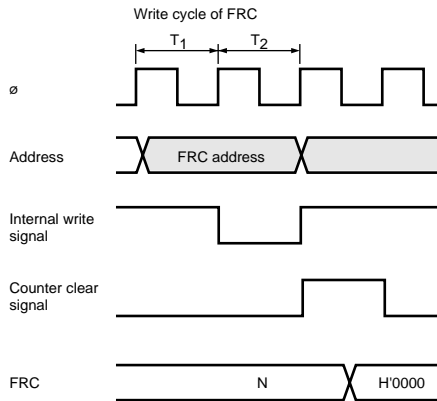 Write cycle of FRC
T1 T2
ø
Address
FRC address
Internal write
signal
Counter clear
signal
FRC
N
H'0000